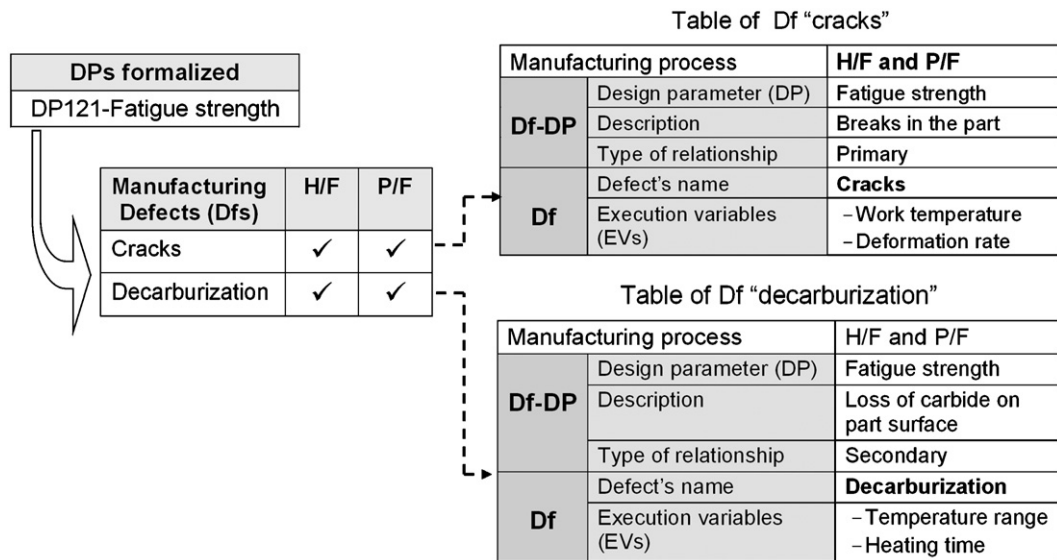 DPs formalized
DP121-Fatigue strength
Manufacturing Defects (Dfs) H/F P/F
Cracks ✓ ✓
Decarburization ✓ ✓
Table of Df “cracks”
Manufacturing process H/F and P/F
Df-DP
Design parameter (DP) Fatigue strength
Description Breaks in the part
Type of relationship Primary
Df
Defect’s name Cracks
Execution variables (EVs)
–Work temperature
–Deformation rate
Table of Df “decarburization”
Manufacturing process H/F and P/F
Df-DP
Design parameter (DP) Fatigue strength
Description Loss of carbide on
part surface
Type of relationship Secondary
Df
Defect’s name Decarburization
Execution variables (EVs)
–Temperature range
–Heating time